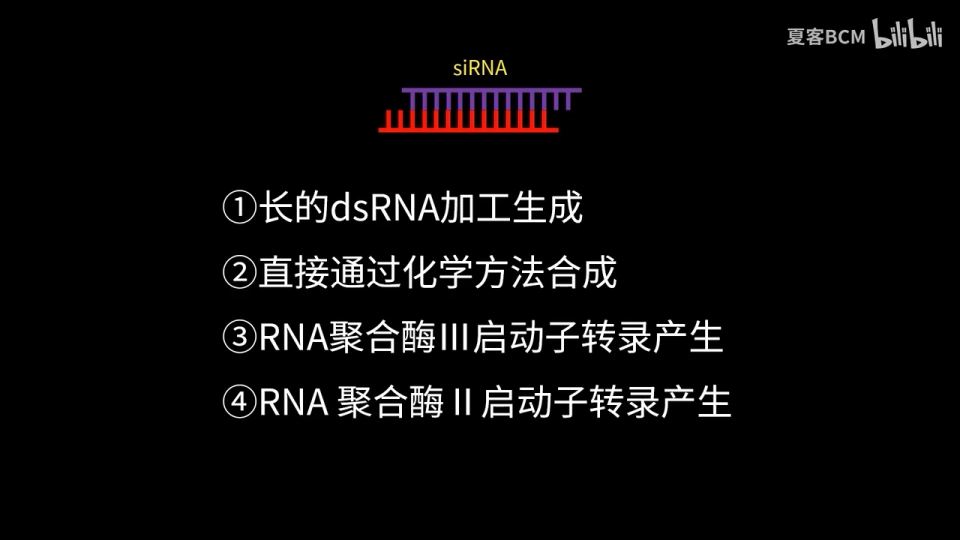 夏客BCM bilibili
siRNA
①长的dsRNA加工生成
②直接通过化学方法合成
③RNA聚合酶Ⅲ启动子转录产生
④RNA 聚合酶Ⅱ启动子转录产生